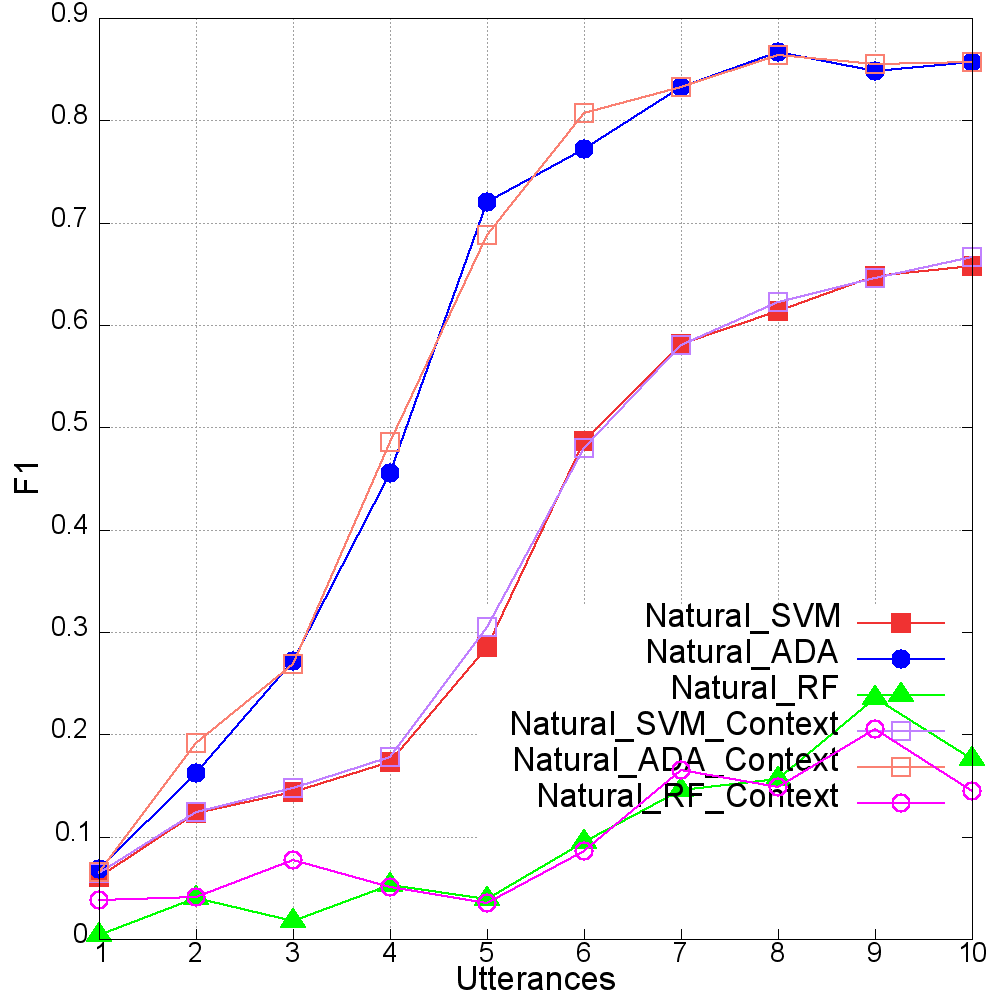 0.9
0.8
0.7
0.6
0.5
0.4
0.3
0.2
0.1
0
F1
Natural_SVM
Natural_ADA
Natural_RF
Natural_SVM_Context
Natural_ADA_Context
Natural_RF_Context
1 2 3 4 5 6 7 8 9 10
Utterances